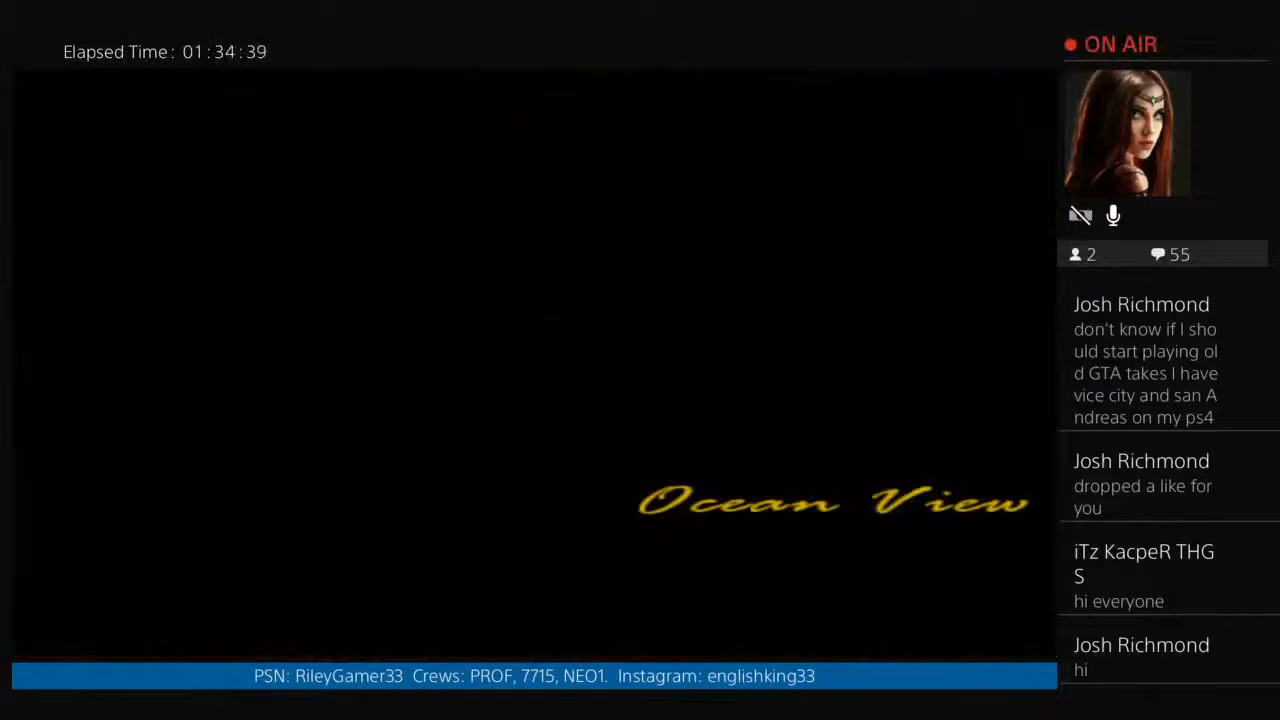 Elapsed Time: 01:34:39
ON AIR
2 55
Josh Richmond
don't know if I sho
uld start playing ol
d GTA takes I have
vice city and san A
ndreas on my ps4
Josh Richmond
dropped a like for
you
iTz KacpeR THG
S
hi everyone
Josh Richmond
hi
Ocean View
PSN: RileyGamer33 Crews: PROF, 7715, NEO1. Instagram: englishking33